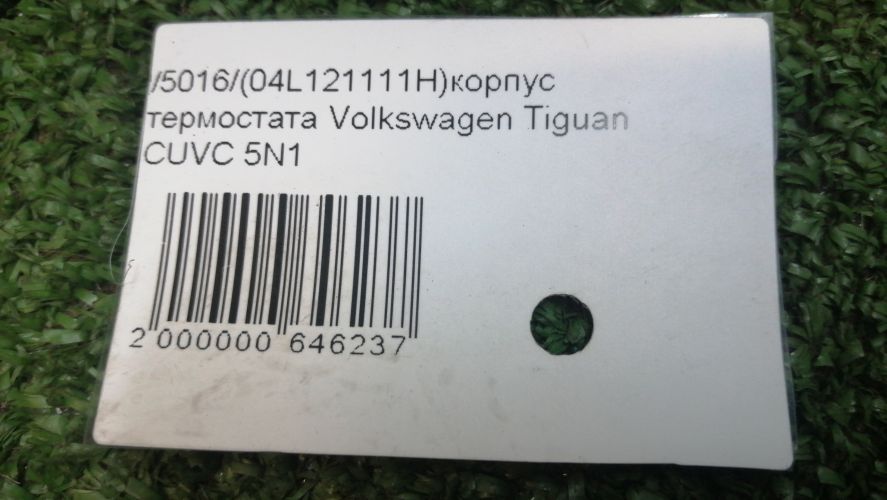 /5016/(04L121111H)корпус
термостата Volkswagen Tiguan
CUVC 5N1
2 000000 646237